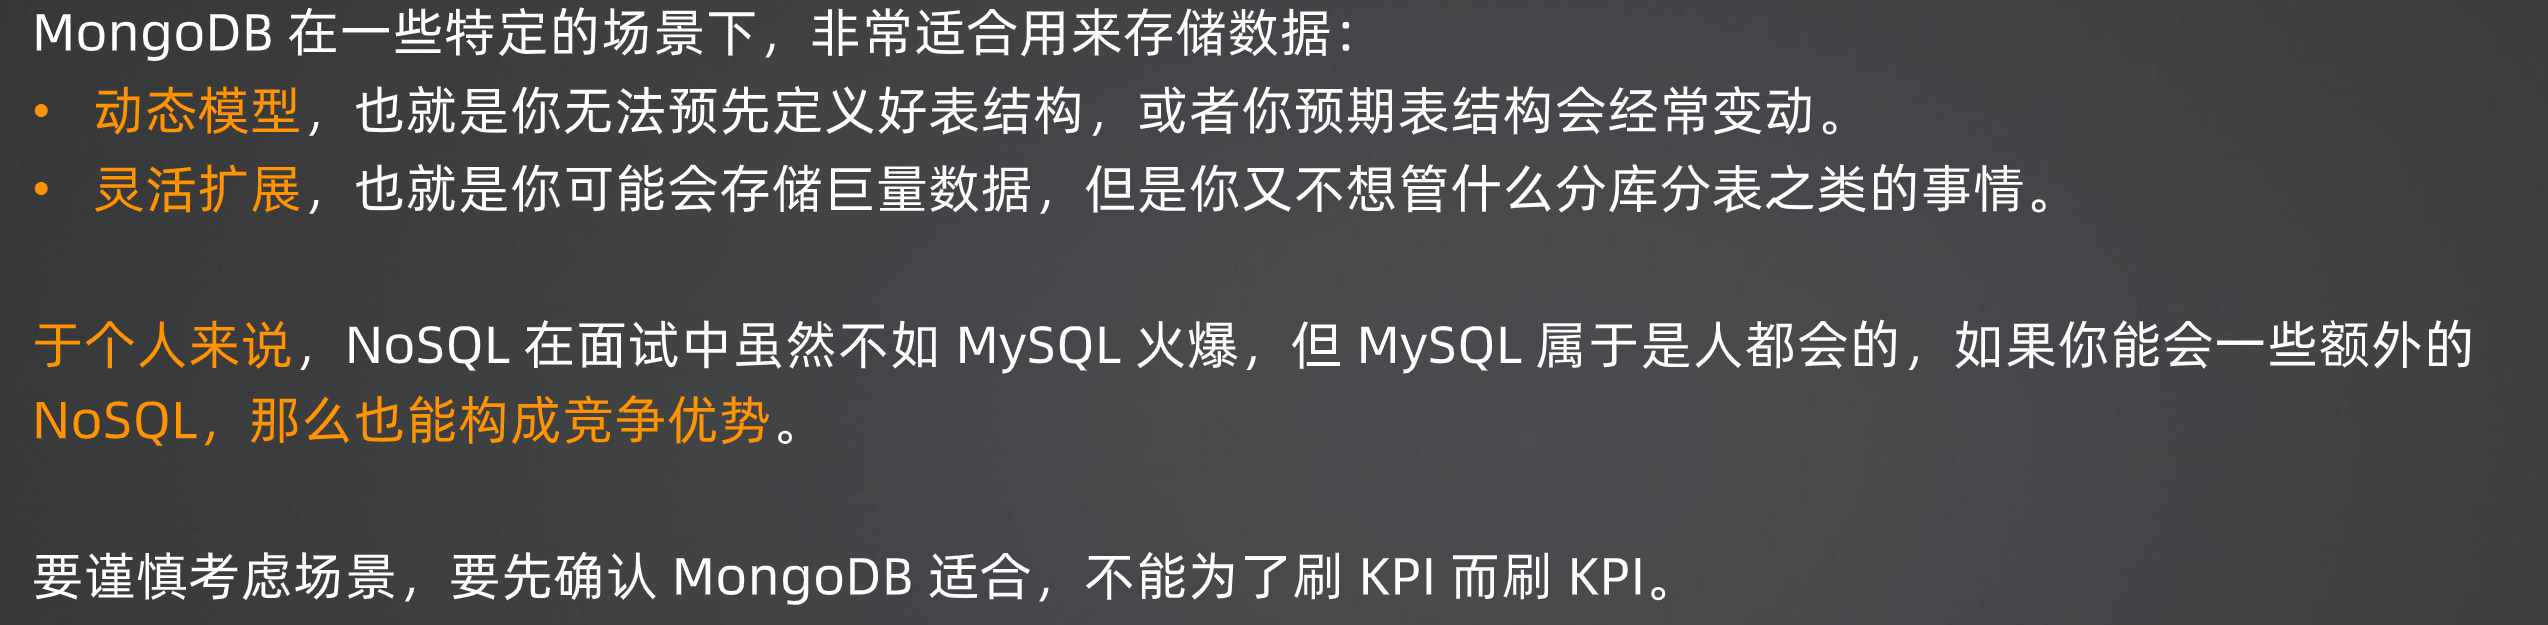 MongoDB 在一些特定的场景下，非常适合用来存储数据：
• 动态模型，也就是你无法预先定义好表结构，或者你预期表结构会经常变动。
• 灵活扩展，也就是你可能会存储巨量数据，但是你又不想管什么分库分表之类的事情。
于个人来说，NoSQL 在面试中虽然不如 MySQL 火爆，但 MySQL 属于是人都会的，如果你能会一些额外的
NoSQL，那么也能构成竞争优势。
要谨慎考虑场景，要先确认 MongoDB 适合，不能为了刷 KPI 而刷 KPI。